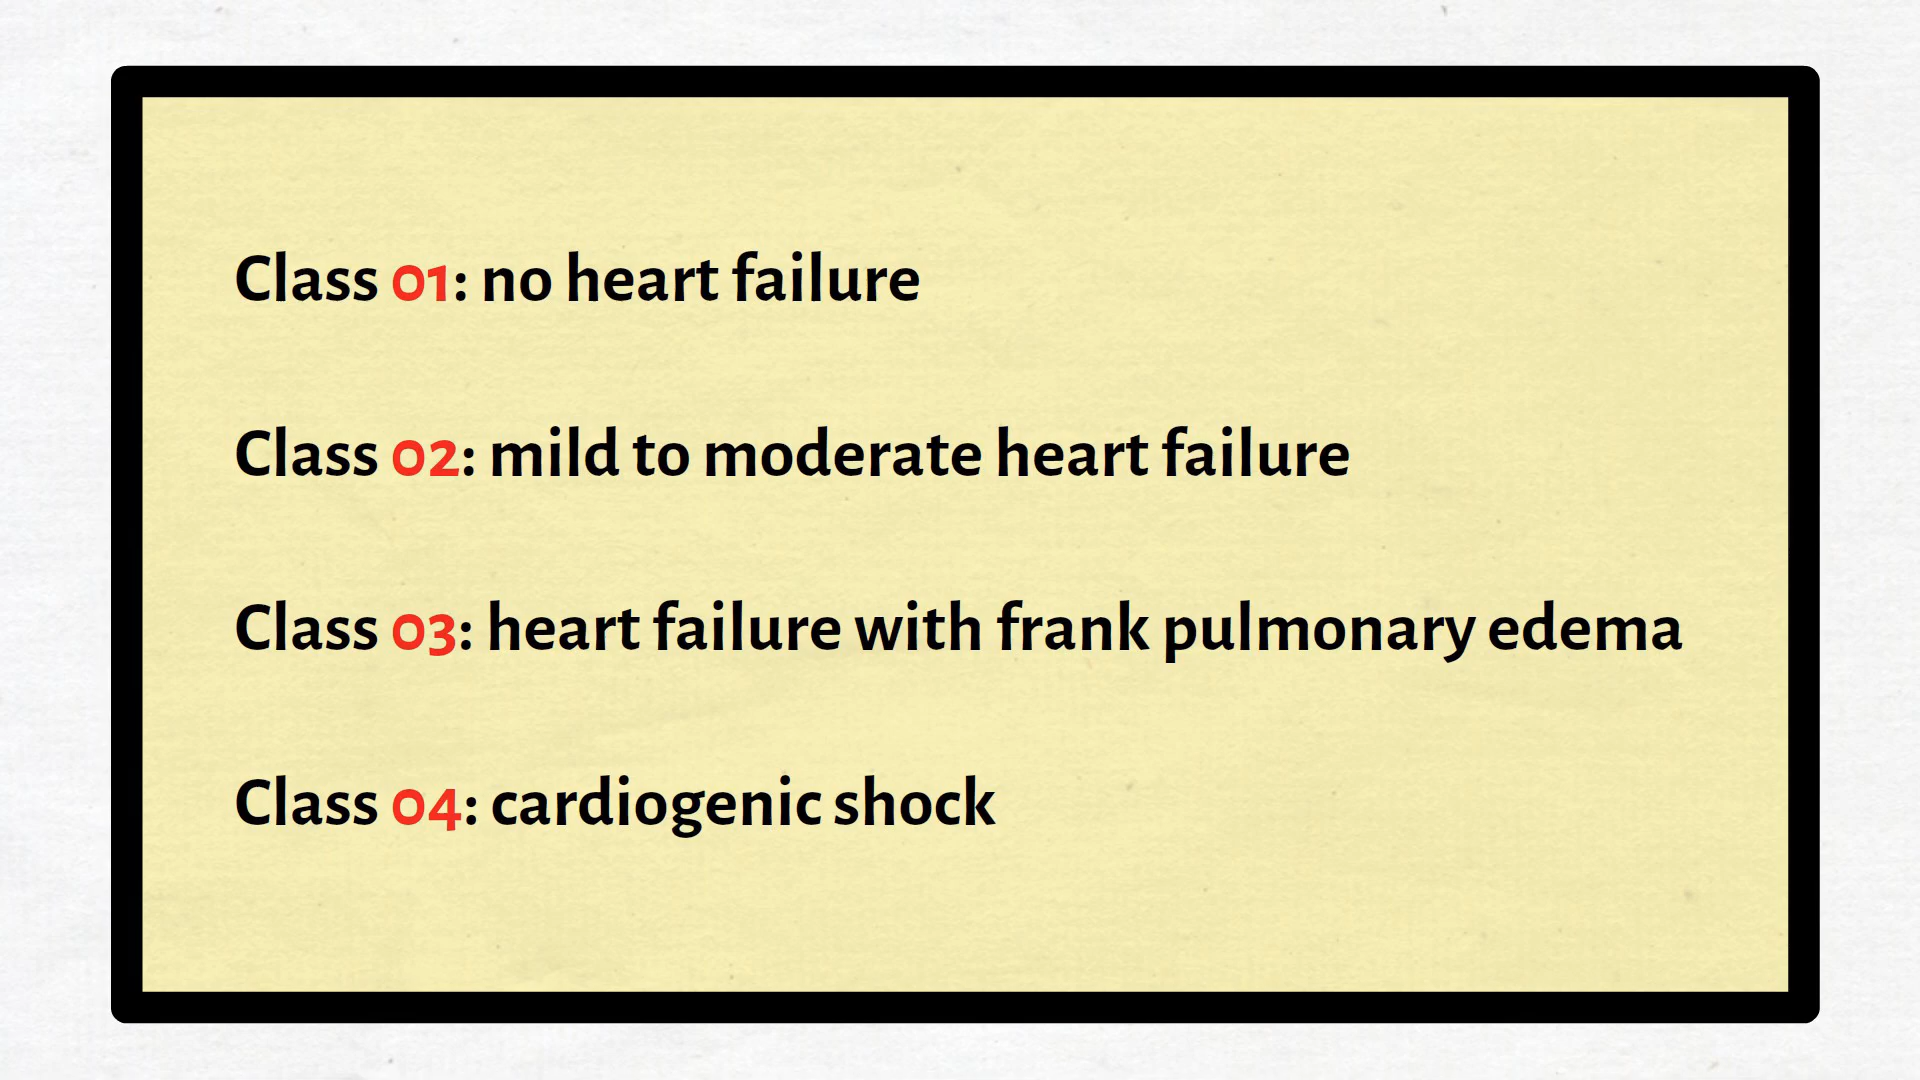 Class 01: no heart failure
Class 02: mild to moderate heart failure
Class 03: heart failure with frank pulmonary edema
Class 04: cardiogenic shock